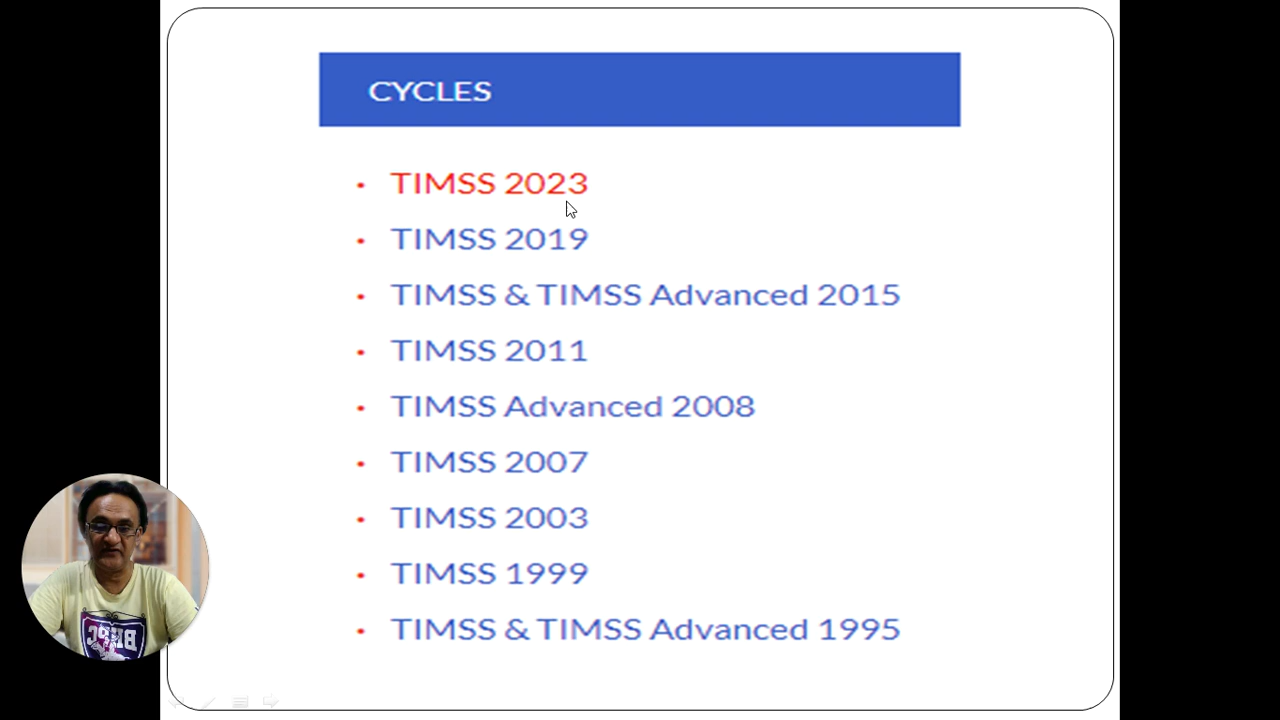 CYCLES
• TIMSS 2023
• TIMSS 2019
• TIMSS & TIMSS Advanced 2015
• TIMSS 2011
• TIMSS Advanced 2008
• TIMSS 2007
• TIMSS 2003
• TIMSS 1999
• TIMSS & TIMSS Advanced 1995